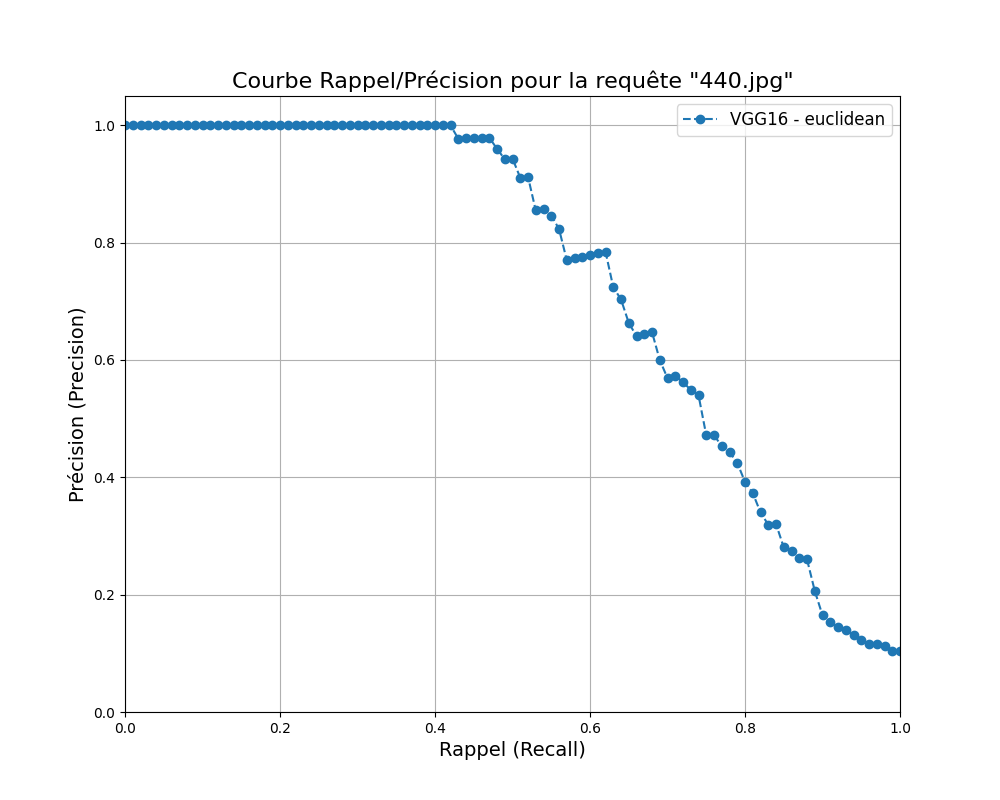 Courbe Rappel/Précision pour la requête "440.jpg"
VGG16 - euclidean
1.0
0.8
0.6
0.4
0.2
0.0
Précision (Precision)
0.0 0.2 0.4 0.6 0.8 1.0
Rappel (Recall)